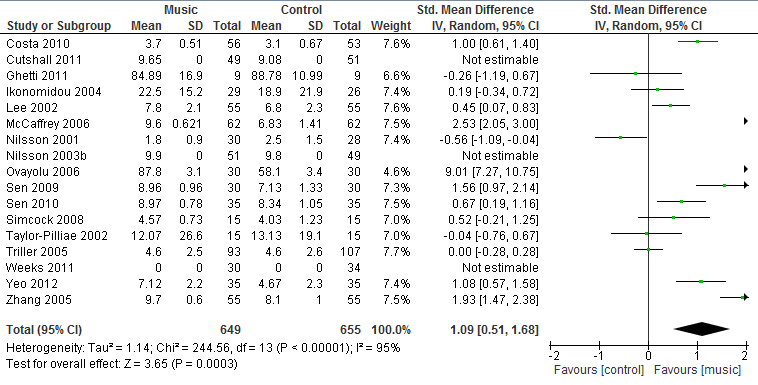 Music Control Std. Mean Difference Std. Mean Difference
Study or Subgroup Mean SD Total Mean SD Total Weight IV, Random, 95% CI IV, Random, 95% CI
Costa 2010 3.7 0.51 56 3.1 0.67 53 7.6% 1.00 [0.61, 1.40]
Cutshall 2011 9.65 0 49 9.08 0 51 Not estimable
Ghetti 2011 84.89 16.9 9 88.78 10.99 9 6.6% -0.26 [-1.19, 0.67]
Ikonomidou 2004 22.5 15.2 29 18.9 21.9 26 7.4% 0.19 [-0.34, 0.72]
Lee 2002 7.8 2.1 55 6.8 2.3 55 7.6% 0.45 [0.07, 0.83]
McCaffrey 2006 9.6 0.621 62 6.83 1.41 62 7.5% 2.53 [2.05, 3.00]
Nilsson 2001 1.8 0.9 30 2.5 1.5 28 7.4% -0.56 [-1.09, -0.04]
Nilsson 2003b 9.9 0 51 9.8 0 49 Not estimable
Ovayolu 2006 87.8 3.1 30 58.1 3.4 30 4.6% 9.01 [7.27, 10.75]
Sen 2009 8.96 0.96 30 7.13 1.33 30 7.3% 1.56 [0.97, 2.14]
Sen 2010 8.97 0.78 35 8.34 1.05 35 7.5% 0.67 [0.19, 1.16]
Simcock 2008 4.57 0.73 15 4.03 1.23 15 7.0% 0.52 [-0.21, 1.25]
Taylor-Pilliae 2002 12.07 26.6 15 13.13 19.1 15 7.0% -0.04 [-0.76, 0.67]
Triller 2005 4.6 2.5 93 4.6 2.6 107 7.7% 0.00 [-0.28, 0.28]
Weeks 2011 0 0 30 0 0 34 Not estimable
Yeo 2012 7.12 2.2 35 4.67 2.3 35 7.4% 1.08 [0.57, 1.58]
Zhang 2005 9.7 0.6 55 8.1 1 55 7.5% 1.93 [1.47, 2.38]
Total (95% CI) 649 655 100.0% 1.09 [0.51, 1.68]
Heterogeneity: Tau² = 1.14; Chi² = 244.56, df = 13 (P < 0.00001); I² = 95%
Test for overall effect: Z = 3.65 (P = 0.0003)
-2 -1 0 1 2
Favours [control] Favours [music]